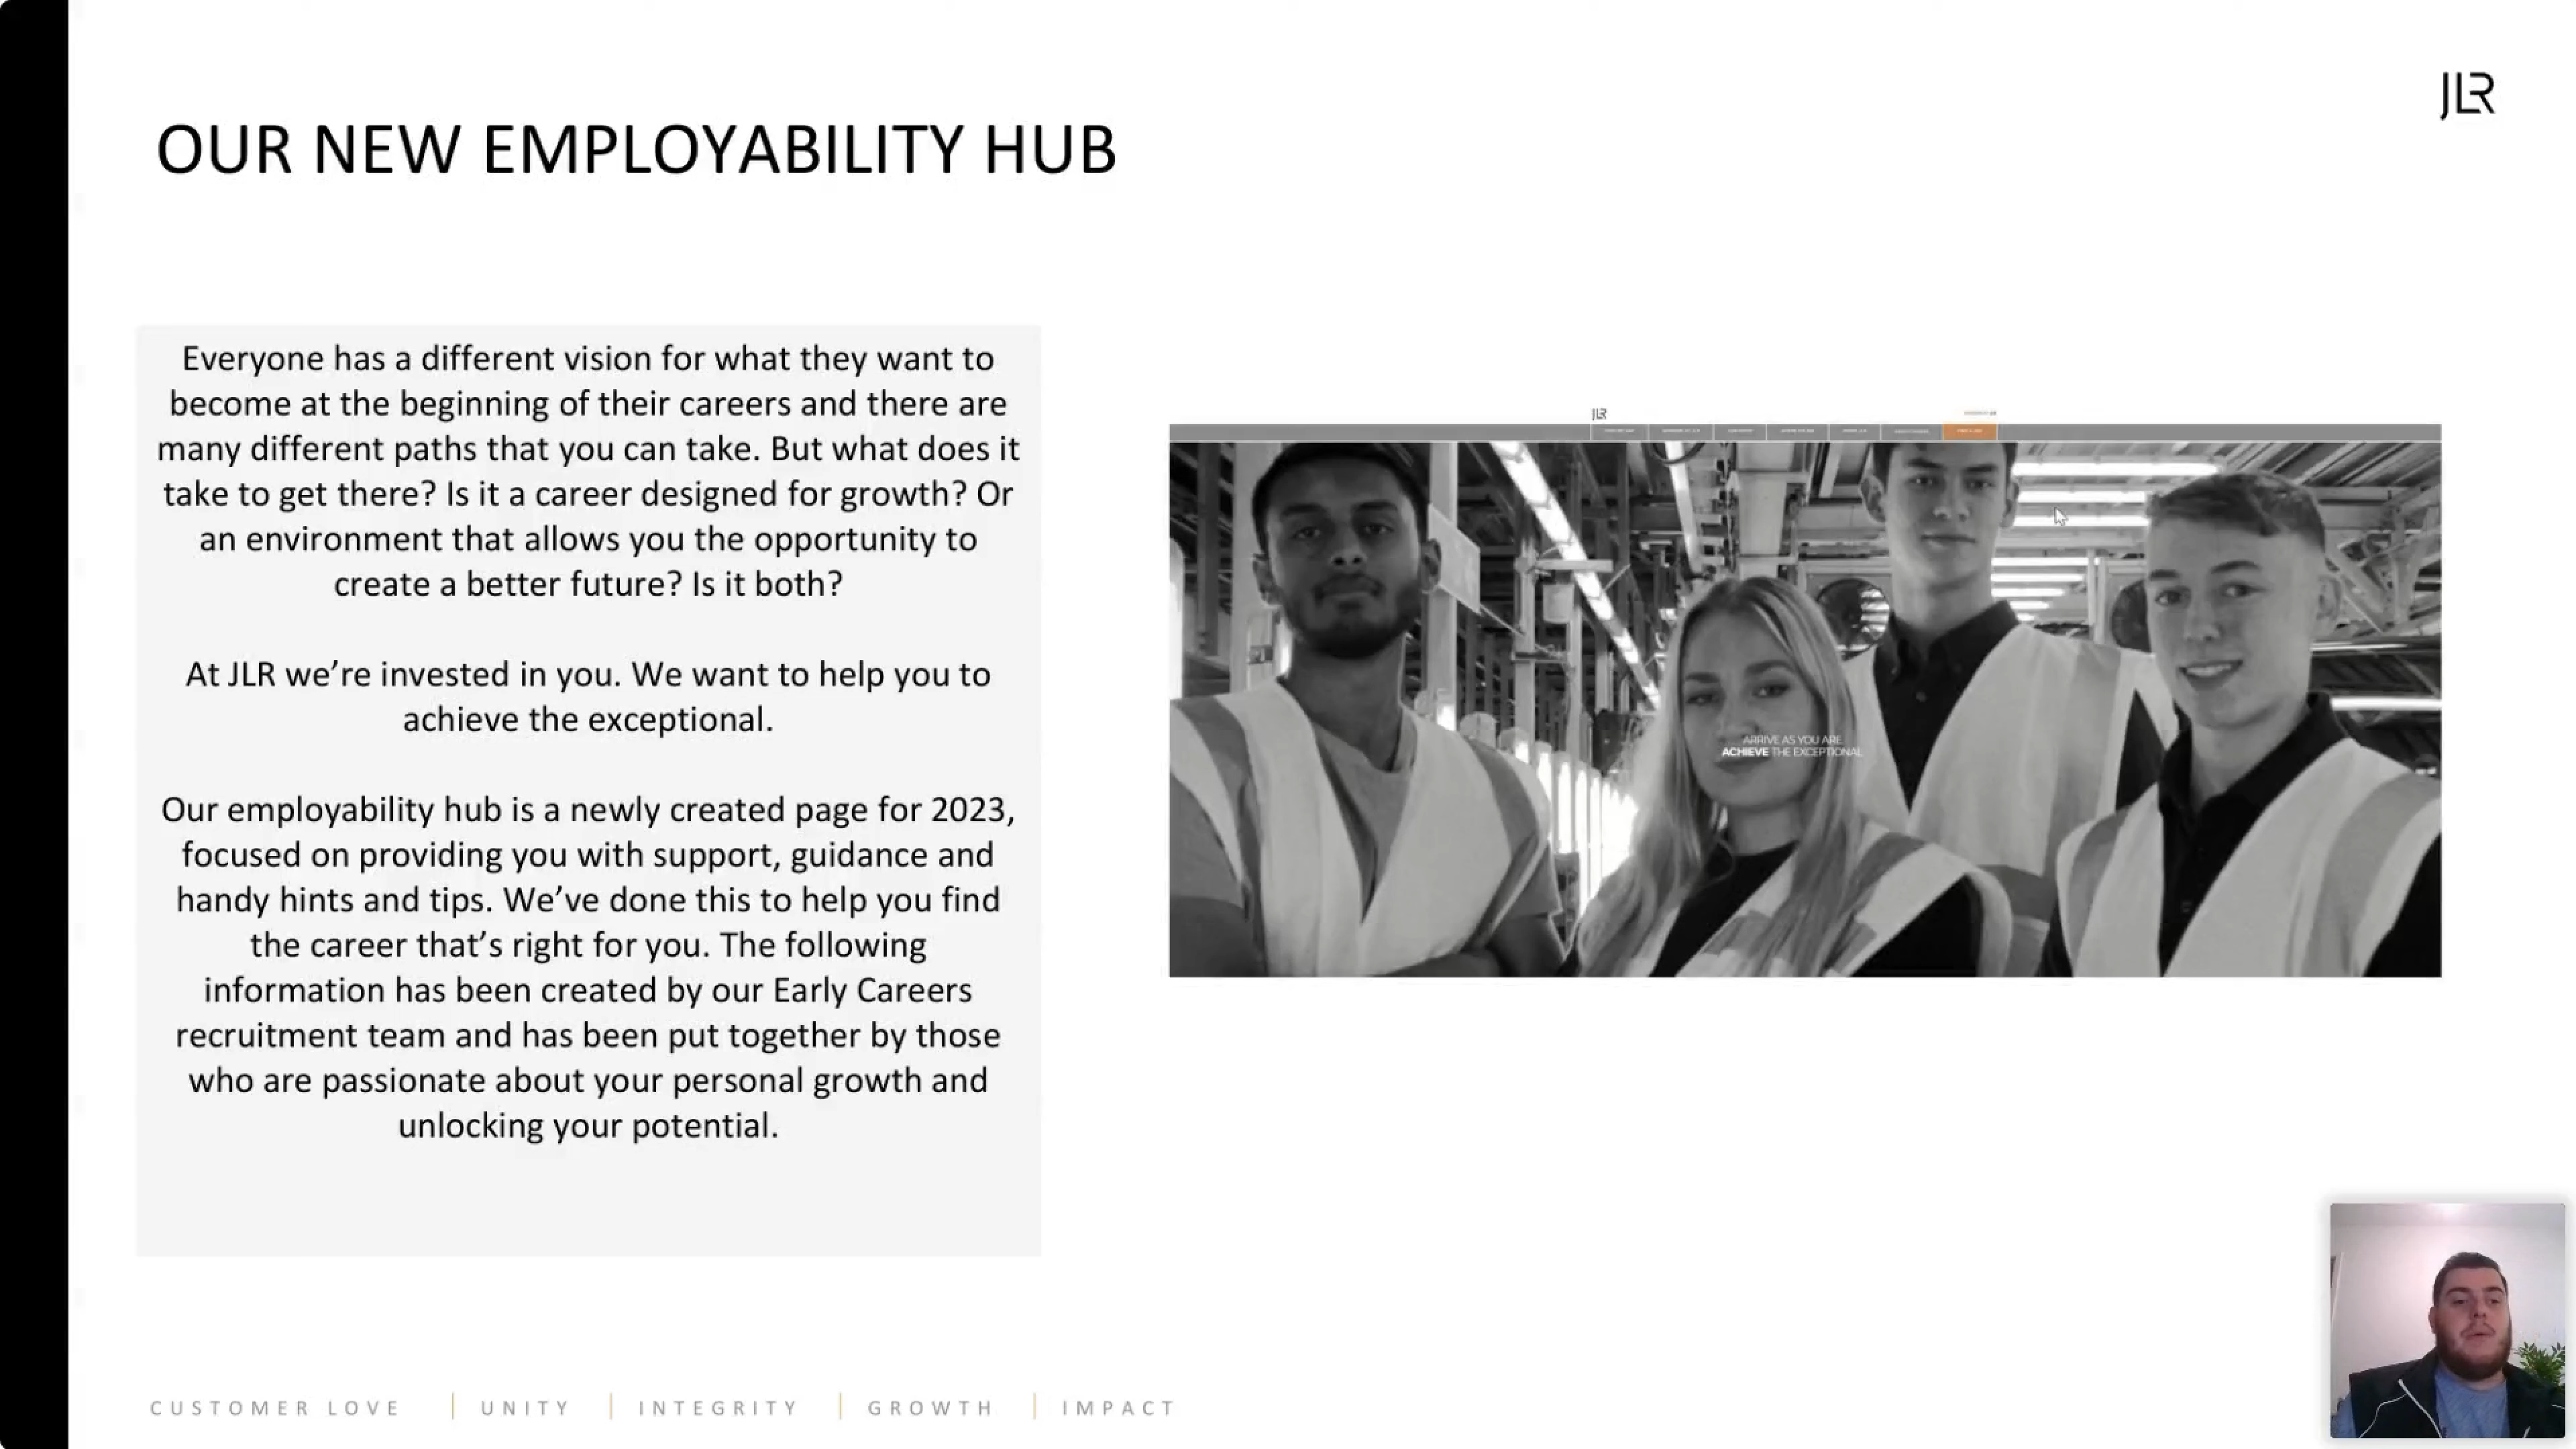 JLR
OUR NEW EMPLOYABILITY HUB
Everyone has a different vision for what they want to
become at the beginning of their careers and there are
many different paths that you can take. But what does it
take to get there? Is it a career designed for growth? Or
an environment that allows you the opportunity to
create a better future? Is it both?
At JLR we’re invested in you. We want to help you to
achieve the exceptional.
Our employability hub is a newly created page for 2023,
focused on providing you with support, guidance and
handy hints and tips. We’ve done this to help you find
the career that’s right for you. The following
information has been created by our Early Careers
recruitment team and has been put together by those
who are passionate about your personal growth and
unlocking your potential.
JLR
ARRIVE AS YOU ARE
ACHIEVE THE EXCEPTIONAL
CUSTOMER LOVE | UNITY | INTEGRITY | GROWTH | IMPACT